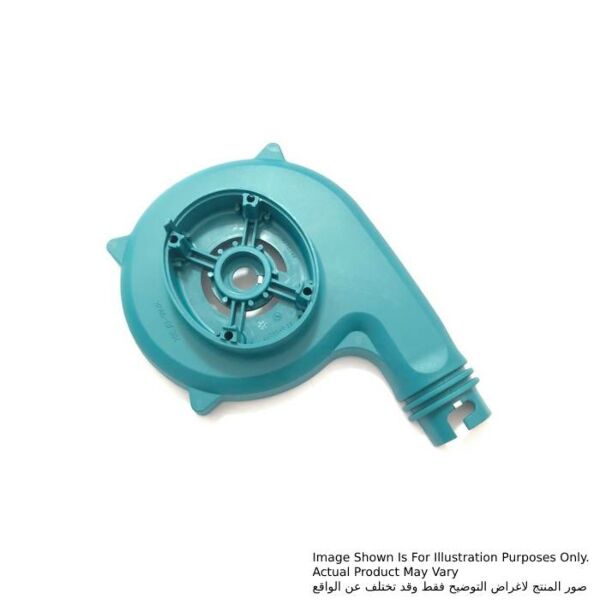 Image Shown Is For Illustration Purposes Only.
Actual Product May Vary
صور المنتج لاغراض التوضيح فقط وقد تختلف عن الواقع